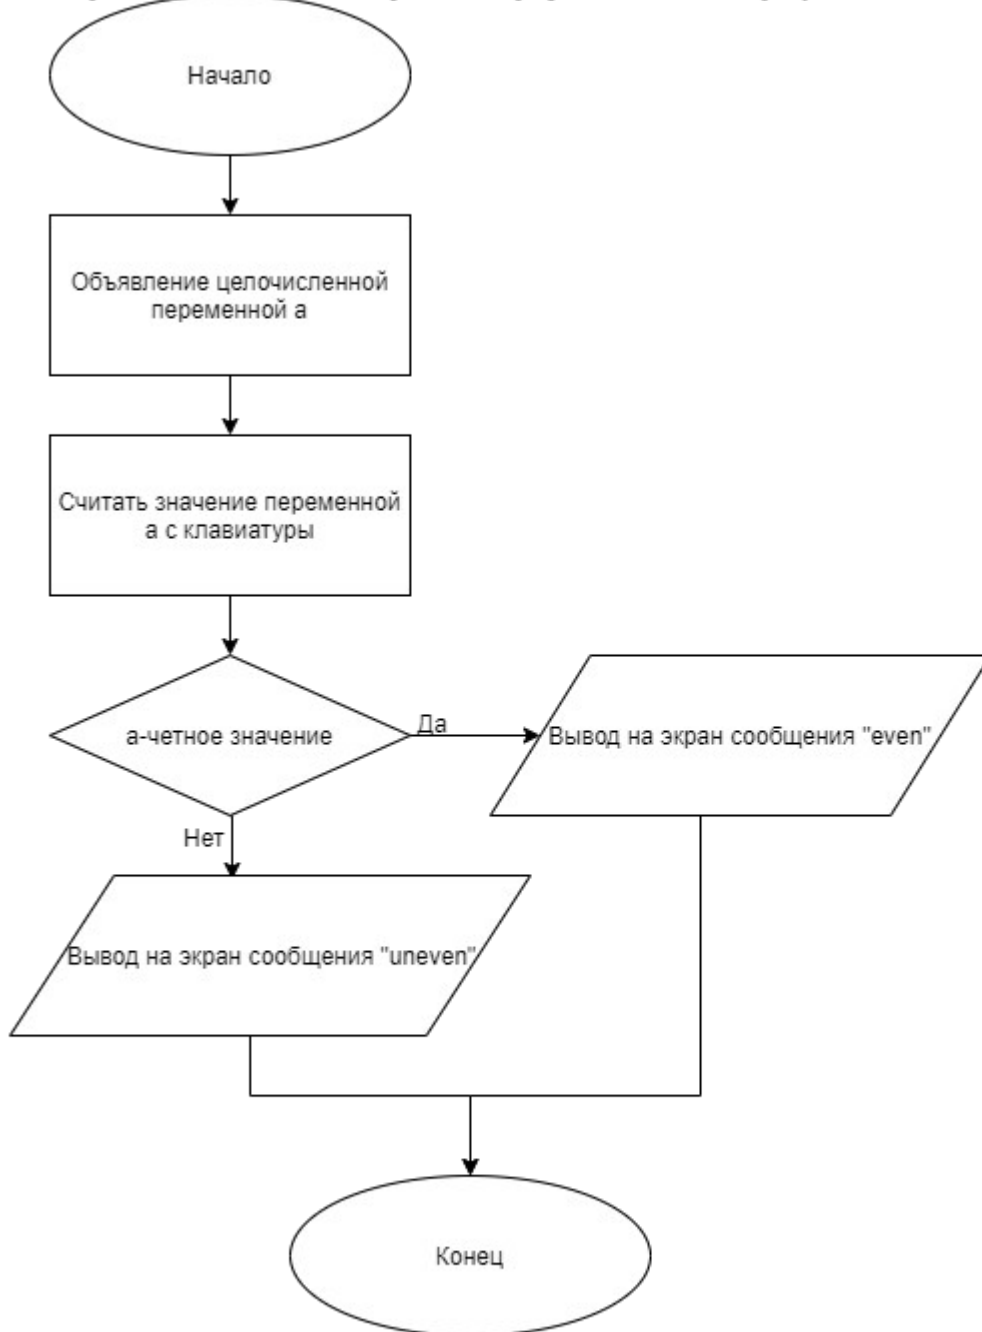 Начало
Объявление целочисленной
переменной а
Считать значение переменной
а с клавиатуры
а-четное значение
Да
Вывод на экран сообщения "even"
Нет
Вывод на экран сообщения "uneven"
Конец